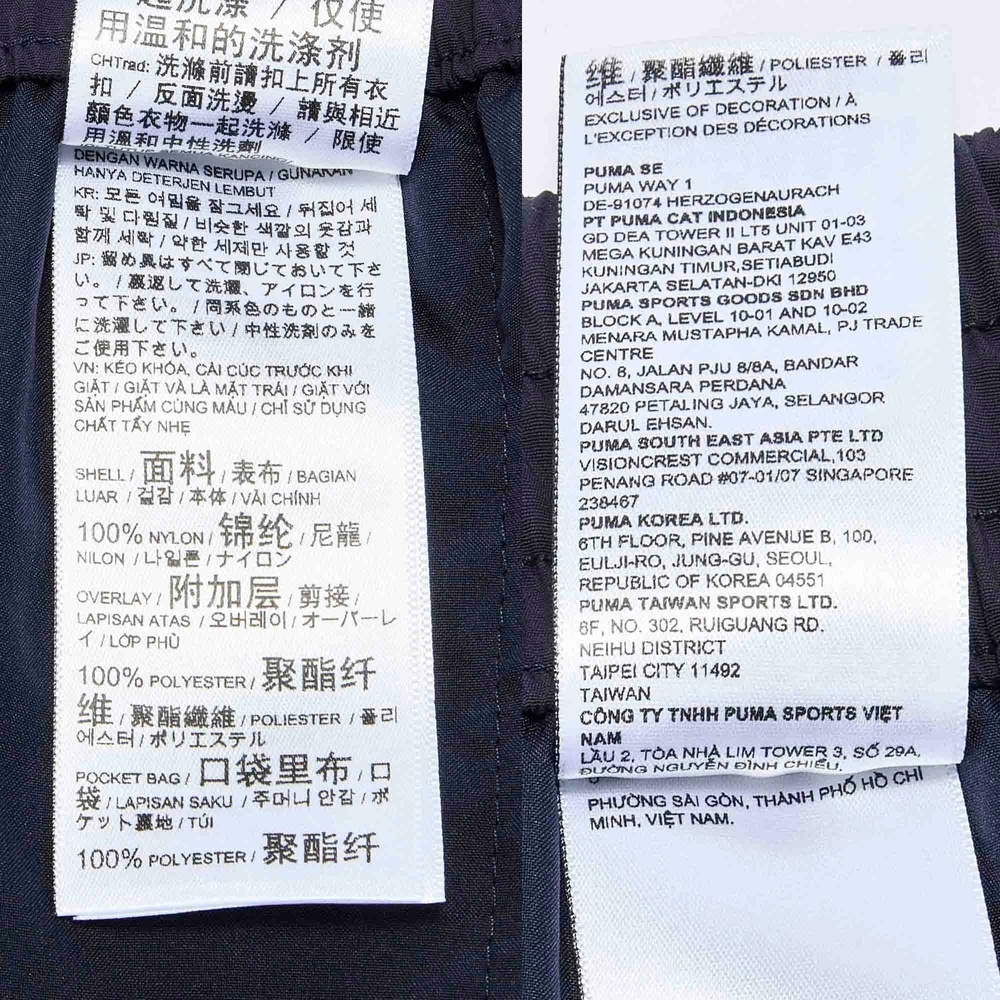 起洗涤 / 仅使
用温和的洗涤剂
CHTrad: 洗滌前請扣上所有衣
扣 / 反面洗燙 / 請與相近
顏色衣物一起洗滌 / 限使
用溫和中性洗劑
DENGAN WARNA SERUPA / GUNAKAN
HANYA DETERJEN LEMBUT
KR: 모든 여밈을 잠그세요 / 뒤집어 세
탁 및 다림질 / 비슷한 색깔의 옷감과
함께 세탁 / 약한 세제만 사용할 것
JP: 留め具はすべて閉じておいて下さ
い。 / 裏返して洗濯、アイロンを行
って下さい。 / 同系色のものと一緒
に洗濯して下さい / 中性洗剤のみを
ご使用下さい。
VN: KÉO KHÓA, CÀI CÚC TRƯỚC KHI
GIẶT / GIẶT VÀ LÀ MẶT TRÁI / GIẶT VỚI
SẢN PHẨM CÙNG MÀU / CHỈ SỬ DỤNG
CHẤT TẨY NHẸ
SHELL / 面料 / 表布 / BAGIAN
LUAR / 겉감 / 本体 / VẢI CHÍNH
100% NYLON / 锦纶 / 尼龍 /
NILON / 나일론 / ナイロン
OVERLAY / 附加层 / 剪接 /
LAPISAN ATAS / 오버레이 / オーバーレ
イ / LỚP PHỦ
100% POLYESTER / 聚酯纤
维 / 聚酯纖維 / POLIESTER / 폴리
에스터 / ポリエステル
POCKET BAG / 口袋里布 / 口
袋 / LAPISAN SAKU / 주머니 안감 / ポ
ケット裏地 / TÚI
100% POLYESTER / 聚酯纤
维 / 聚酯纖維 / POLIESTER / 폴리
에스터 / ポリエステル
EXCLUSIVE OF DECORATION / À
L'EXCEPTION DES DÉCORATIONS
PUMA SE
PUMA WAY 1
DE-91074 HERZOGENAURACH
PT PUMA CAT INDONESIA
GD DEA TOWER II LT5 UNIT 01-03
MEGA KUNINGAN BARAT KAV E43
KUNINGAN TIMUR,SETIABUDI
JAKARTA SELATAN-DKI 12950
PUMA SPORTS GOODS SDN BHD
BLOCK A, LEVEL 10-01 AND 10-02
MENARA MUSTAPHA KAMAL, PJ TRADE
CENTRE
NO. 8, JALAN PJU 8/8A, BANDAR
DAMANSARA PERDANA
47820 PETALING JAYA, SELANGOR
DARUL EHSAN.
PUMA SOUTH EAST ASIA PTE LTD
VISIONCREST COMMERCIAL,103
PENANG ROAD #07-01/07 SINGAPORE
238467
PUMA KOREA LTD.
6TH FLOOR, PINE AVENUE B, 100,
EULJI-RO, JUNG-GU, SEOUL,
REPUBLIC OF KOREA 04551
PUMA TAIWAN SPORTS LTD.
6F, NO. 302, RUIGUANG RD.
NEIHU DISTRICT
TAIPEI CITY 11492
TAIWAN
CÔNG TY TNHH PUMA SPORTS VIỆT
NAM
LẦU 2, TÒA NHÀ LIM TOWER 3, SỐ 29A,
ĐƯỜNG NGUYỄN ĐÌNH CHIỂU,
PHƯỜNG SÀI GÒN, THÀNH PHỐ HỒ CHÍ
MINH, VIỆT NAM.